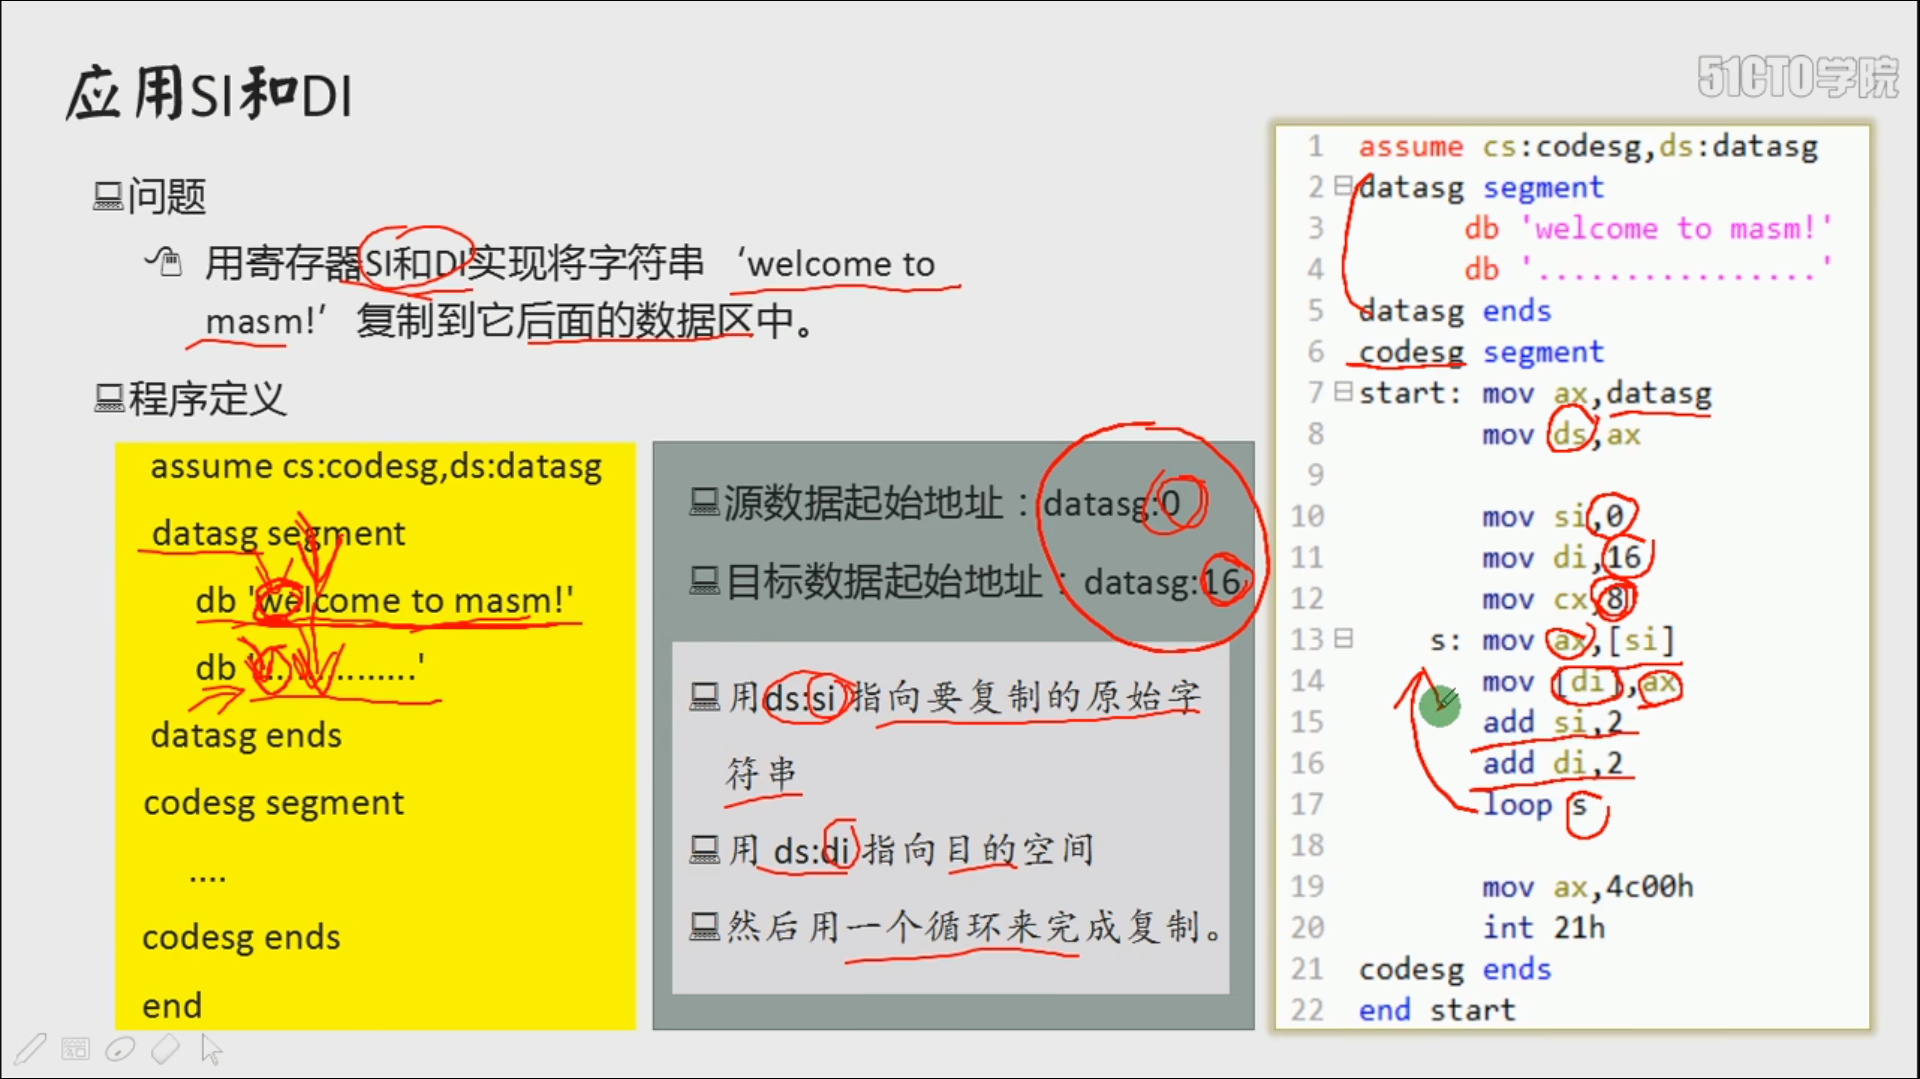 应用SI和DI
51CTO学院
问题
用寄存器SI和DI实现将字符串 ‘welcome to
masm!’ 复制到它后面的数据区中。
程序定义
assume cs:codesg,ds:datasg
datasg segment
db 'welcome to masm!'
db '................'
datasg ends
codesg segment
....
codesg ends
end
源数据起始地址：datasg:0
目标数据起始地址：datasg:16
用ds:si 指向要复制的原始字
符串
用 ds:di 指向目的空间
然后用一个循环来完成复制。
1 assume cs:codesg,ds:datasg
2 datasg segment
3 db 'welcome to masm!'
4 db '................'
5 datasg ends
6 codesg segment
7 start: mov ax,datasg
8 mov ds,ax
9
10 mov si,0
11 mov di,16
12 mov cx,8
13 s: mov ax,[si]
14 mov [di],ax
15 add si,2
16 add di,2
17 loop s
18
19 mov ax,4c00h
20 int 21h
21 codesg ends
22 end start